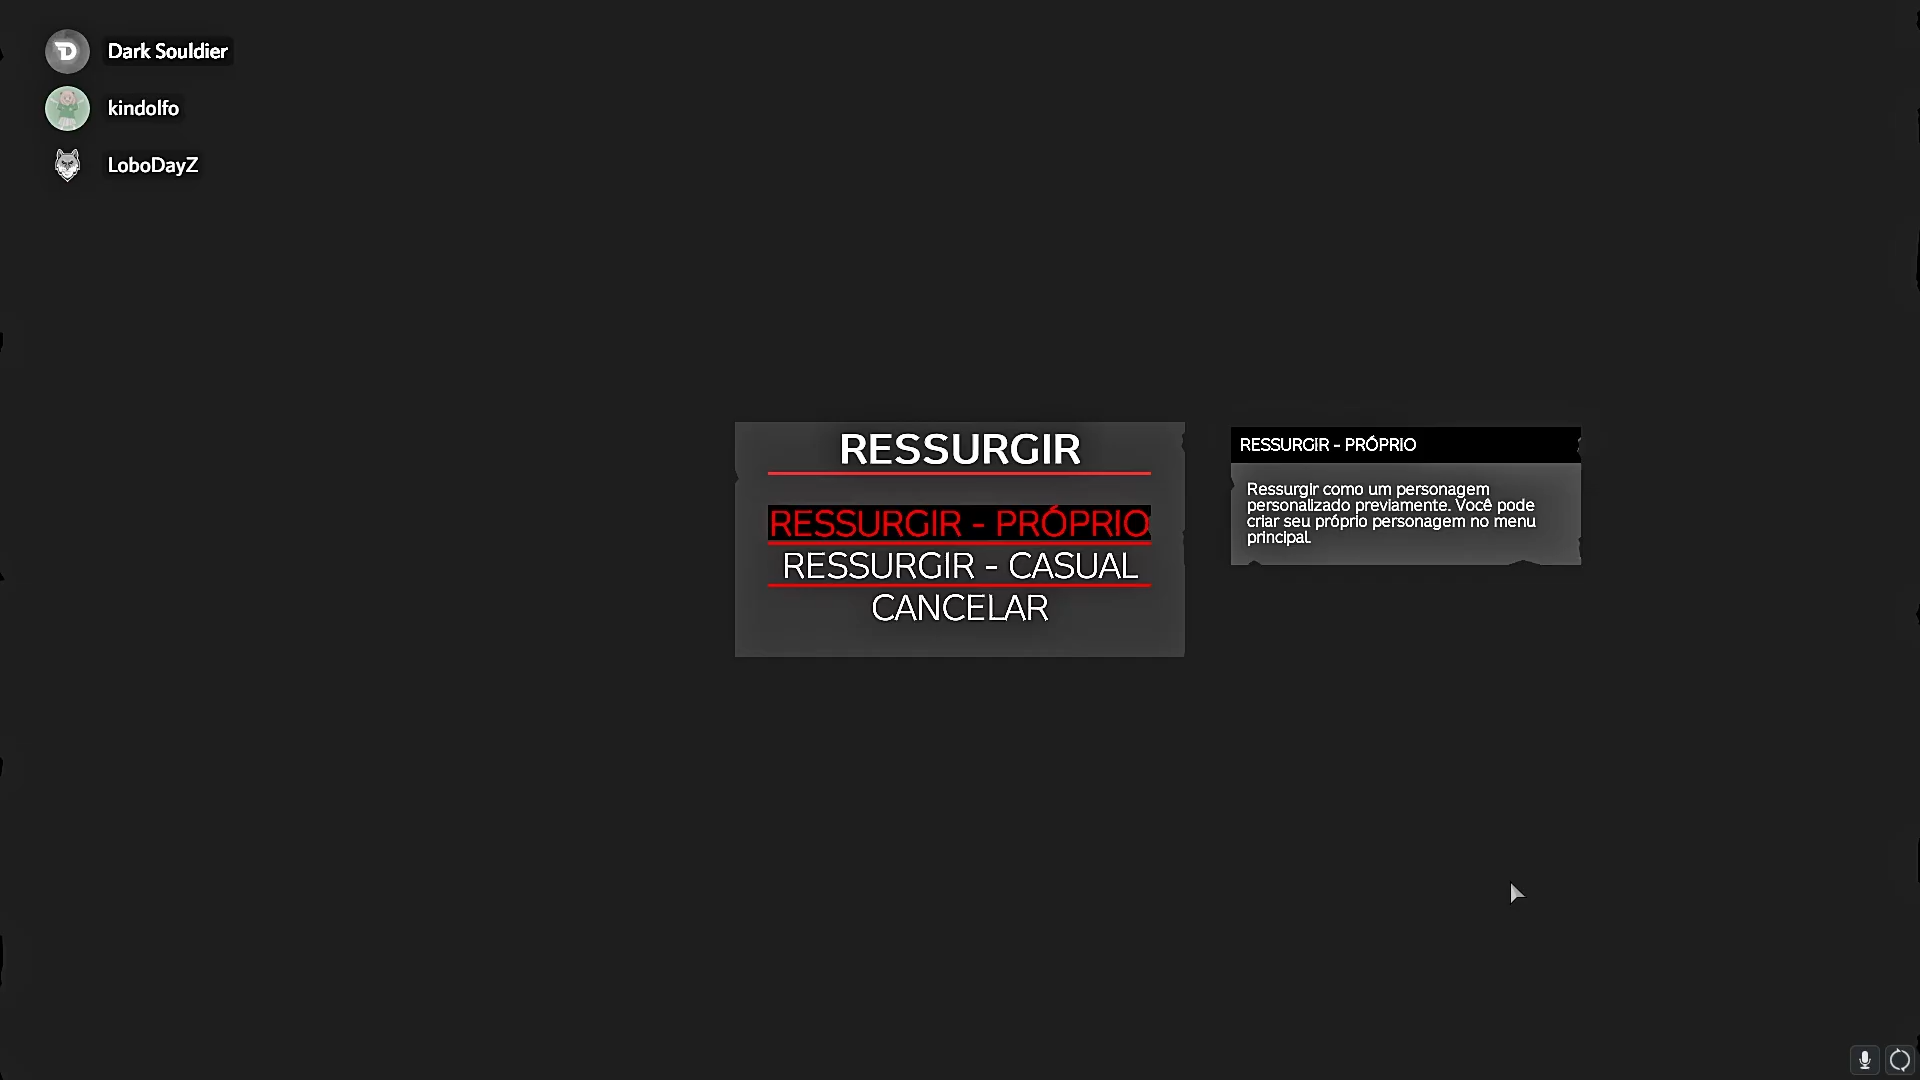 Dark Souldier
kindolfo
LoboDayZ
RESSURGIR
RESSURGIR - PRÓPRIO
RESSURGIR - CASUAL
CANCELAR
RESSURGIR - PRÓPRIO
Ressurgir como um personagem
personalizado previamente. Você pode
criar seu próprio personagem no menu
principal.